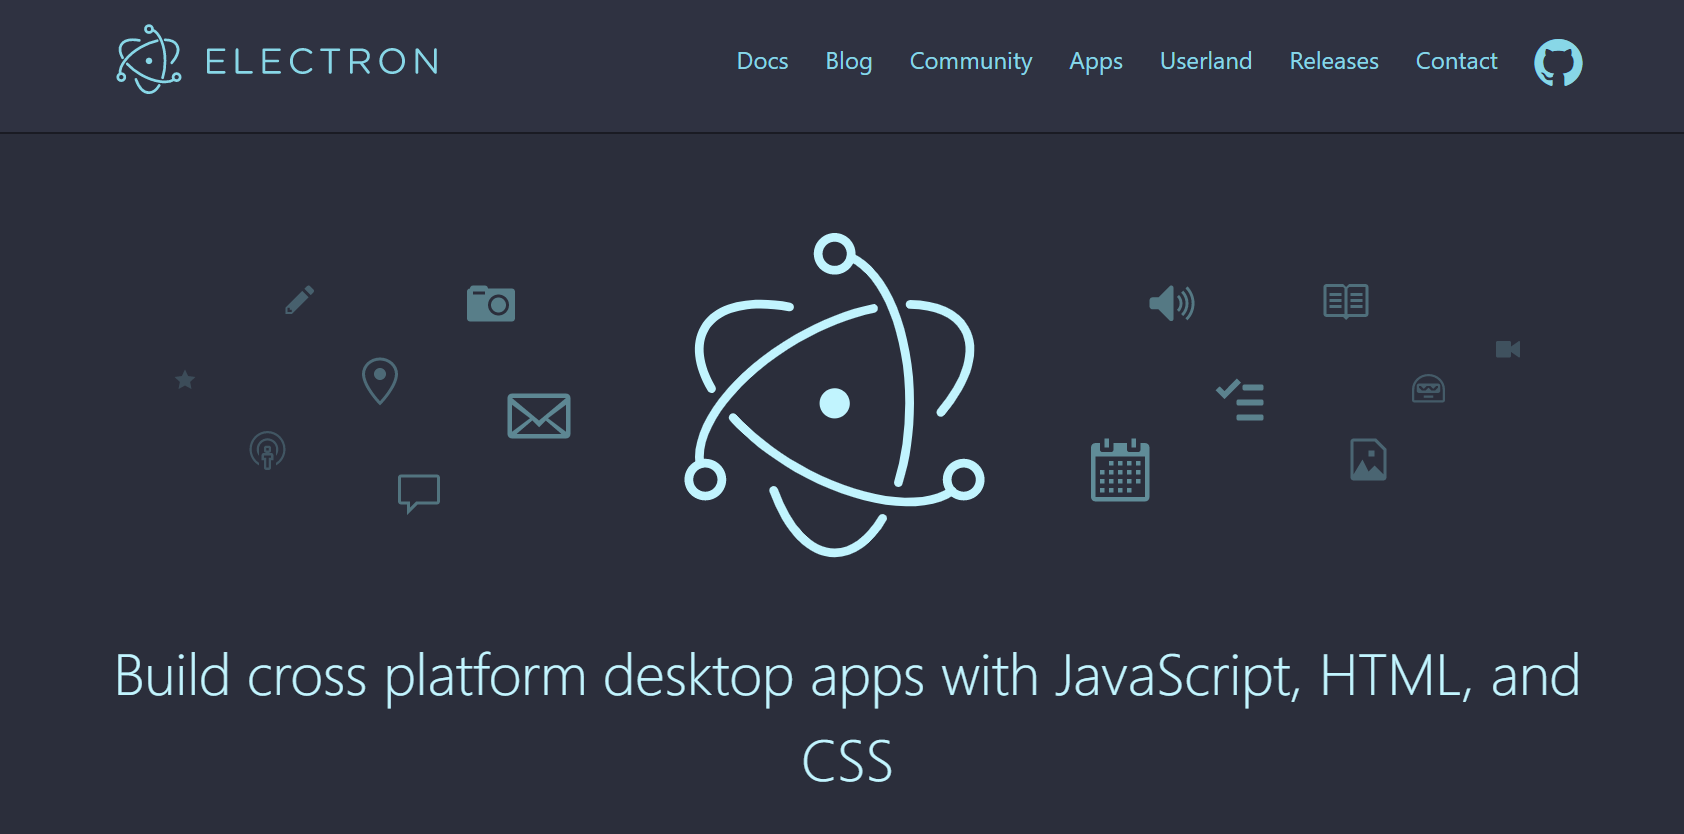 ELECTRON
Docs Blog Community Apps Userland Releases Contact
Build cross platform desktop apps with JavaScript, HTML, and
CSS